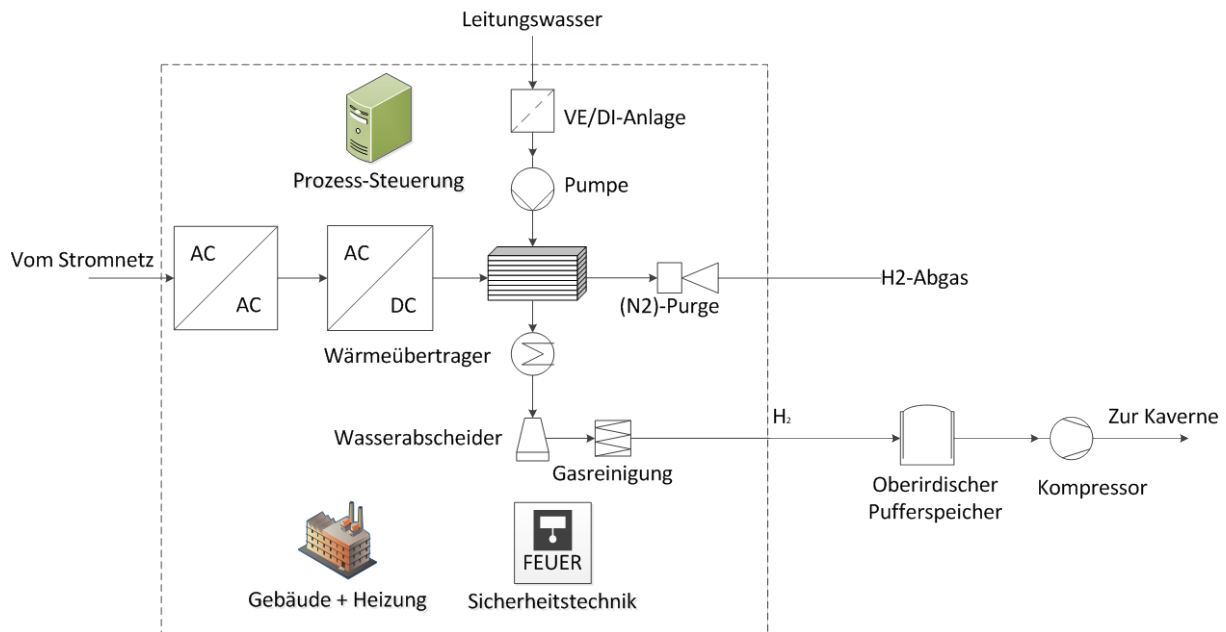 Leitungswasser
VE/DI-Anlage
Prozess-Steuerung
Pumpe
Vom Stromnetz
AC
AC
AC
DC
H2-Abgas
(N2)-Purge
Wärmeübertrager
H₂
Zur Kaverne
Wasserabscheider
Gasreinigung
Oberirdischer
Pufferspeicher
Kompressor
FEUER
Gebäude + Heizung
Sicherheitstechnik